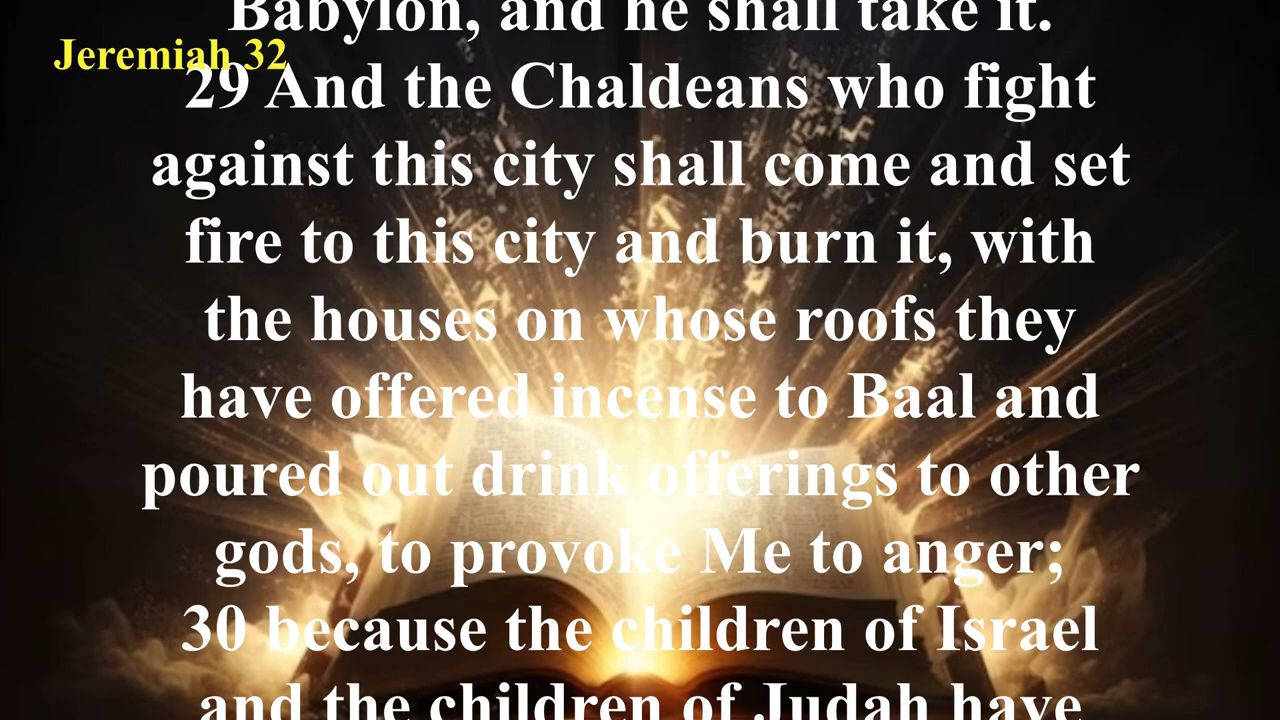 Babylon, and he shall take it.
Jeremiah 32
29 And the Chaldeans who fight
against this city shall come and set
fire to this city and burn it, with
the houses on whose roofs they
have offered incense to Baal and
poured out drink offerings to other
gods, to provoke Me to anger;
30 because the children of Israel
and the children of Judah have